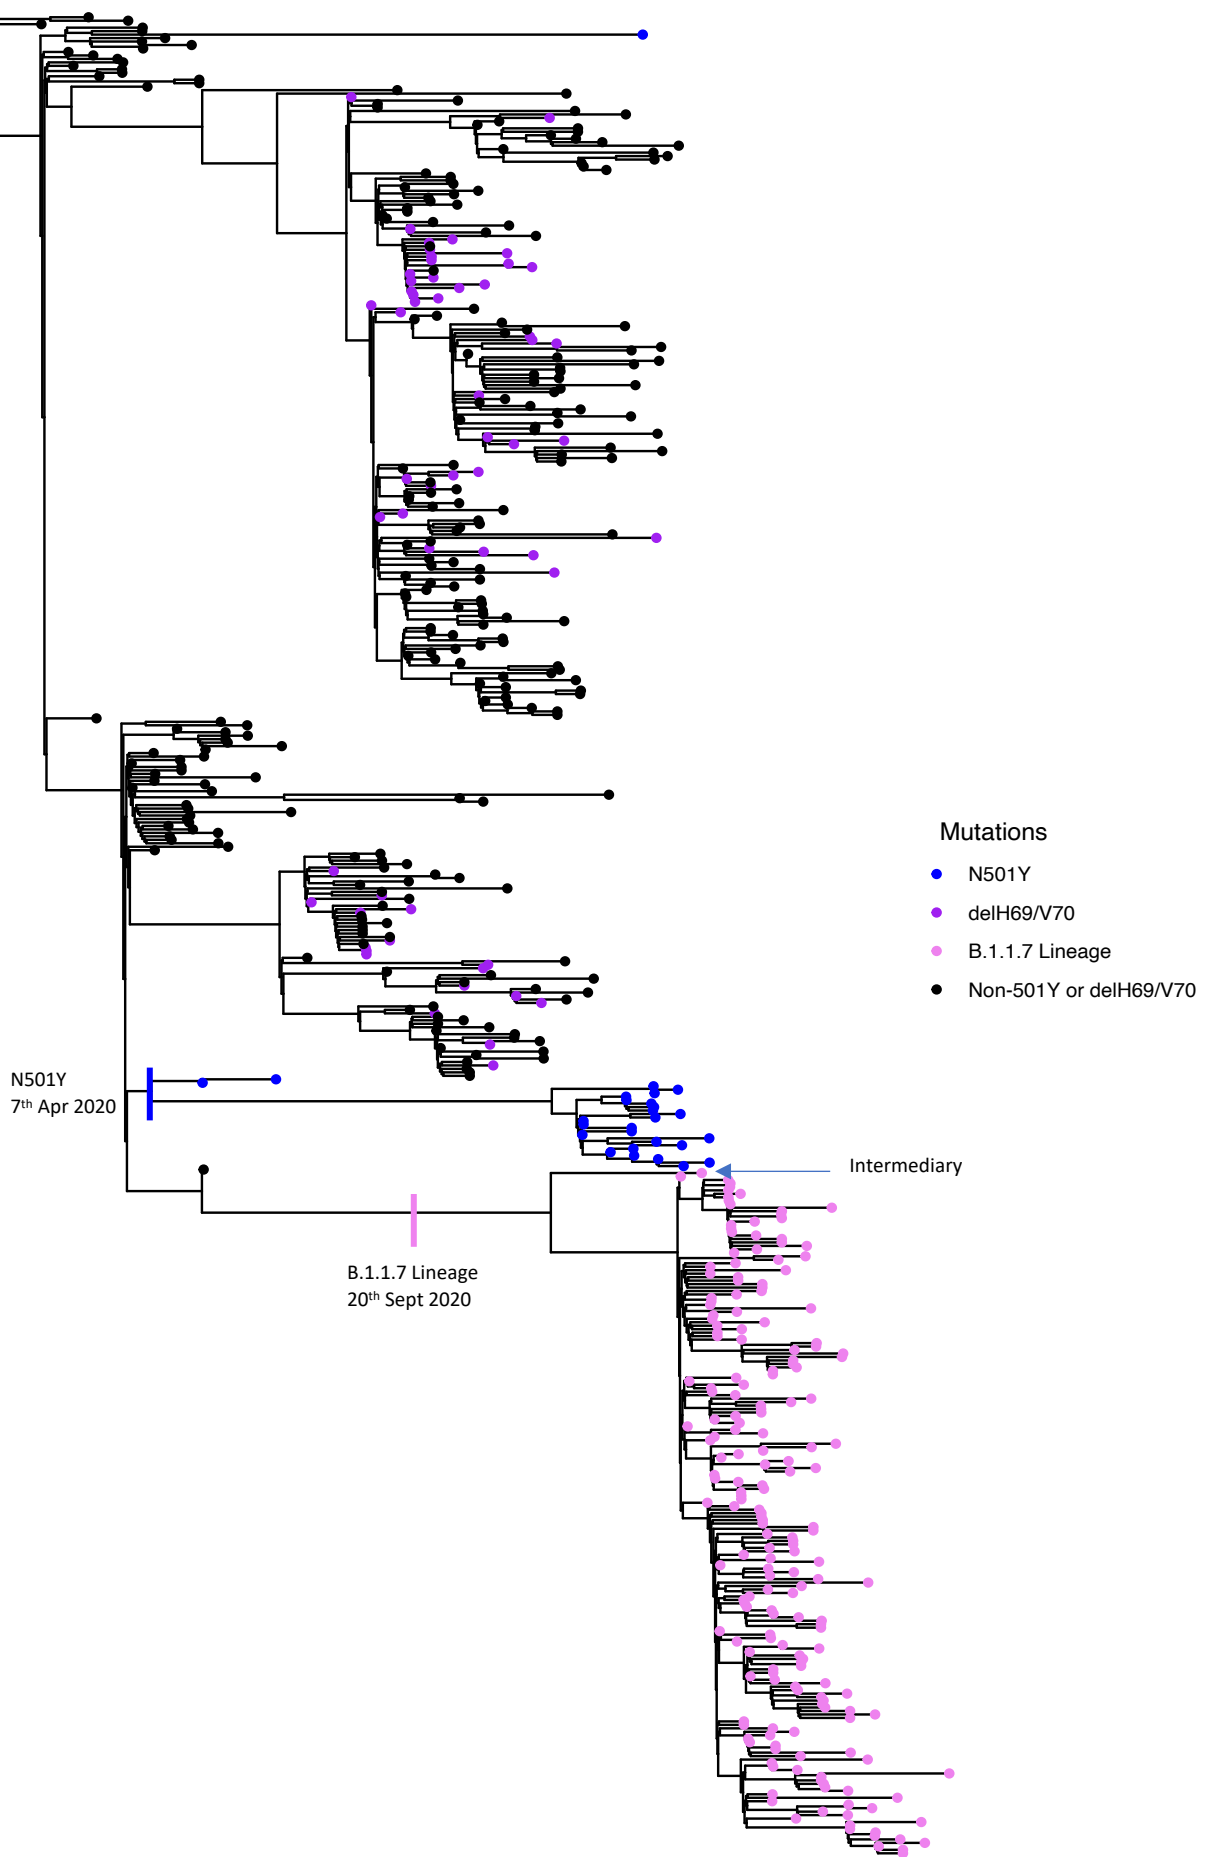 Mutations
N501Y
delH69/V70
B.1.1.7 Lineage
Non-501Y or delH69/V70
N501Y
7th Apr 2020
Intermediary
B.1.1.7 Lineage
20th Sept 2020